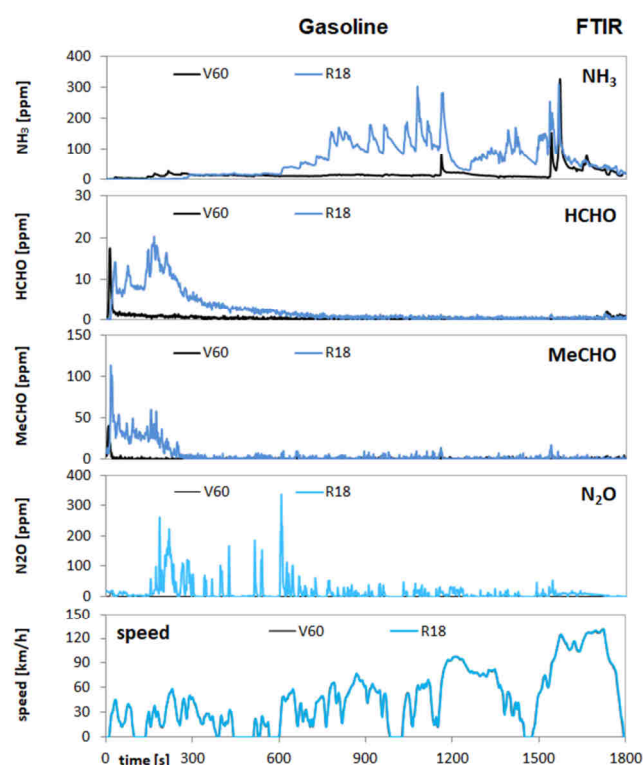 Gasoline FTIR
V60 R18 NH₃
NH₃ [ppm]
400
300
200
100
0
V60 R18 HCHO
HCHO [ppm]
30
20
10
0
V60 R18 MeCHO
MeCHO [ppm]
150
100
50
0
V60 R18 N₂O
N2O [ppm]
400
300
200
100
0
speed V60 R18
speed [km/h]
150
120
90
60
30
0
time [s]
0 300 600 900 1200 1500 1800